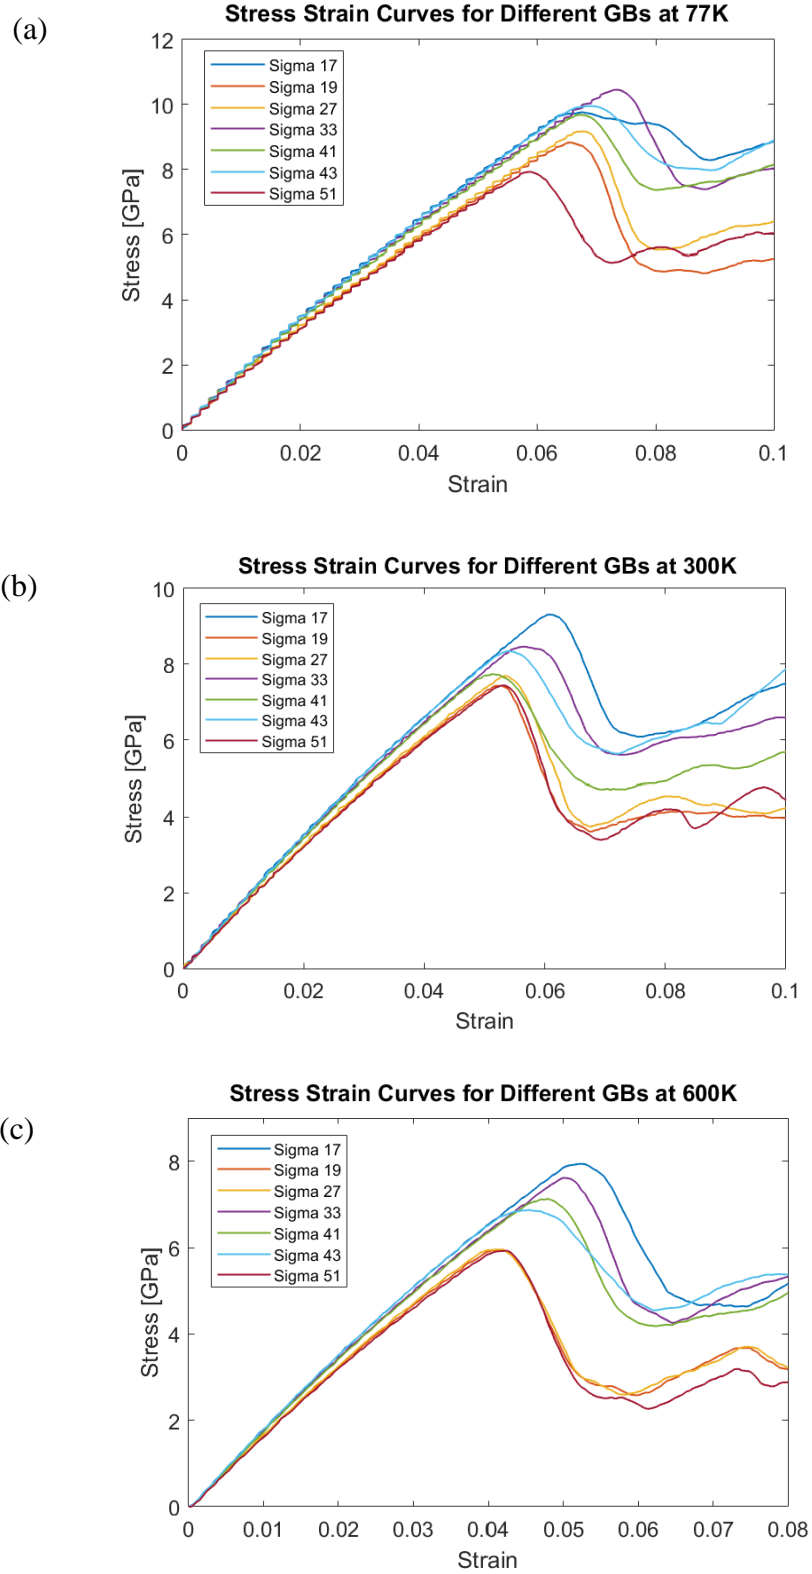 (a)
Stress Strain Curves for Different GBs at 77K
Stress [GPa]
12
10
8
6
4
2
0
Sigma 17
Sigma 19
Sigma 27
Sigma 33
Sigma 41
Sigma 43
Sigma 51
0 0.02 0.04 0.06 0.08 0.1
Strain
(b)
Stress Strain Curves for Different GBs at 300K
Stress [GPa]
10
8
6
4
2
0
Sigma 17
Sigma 19
Sigma 27
Sigma 33
Sigma 41
Sigma 43
Sigma 51
0 0.02 0.04 0.06 0.08 0.1
Strain
(c)
Stress Strain Curves for Different GBs at 600K
Stress [GPa]
8
6
4
2
0
Sigma 17
Sigma 19
Sigma 27
Sigma 33
Sigma 41
Sigma 43
Sigma 51
0 0.01 0.02 0.03 0.04 0.05 0.06 0.07 0.08
Strain